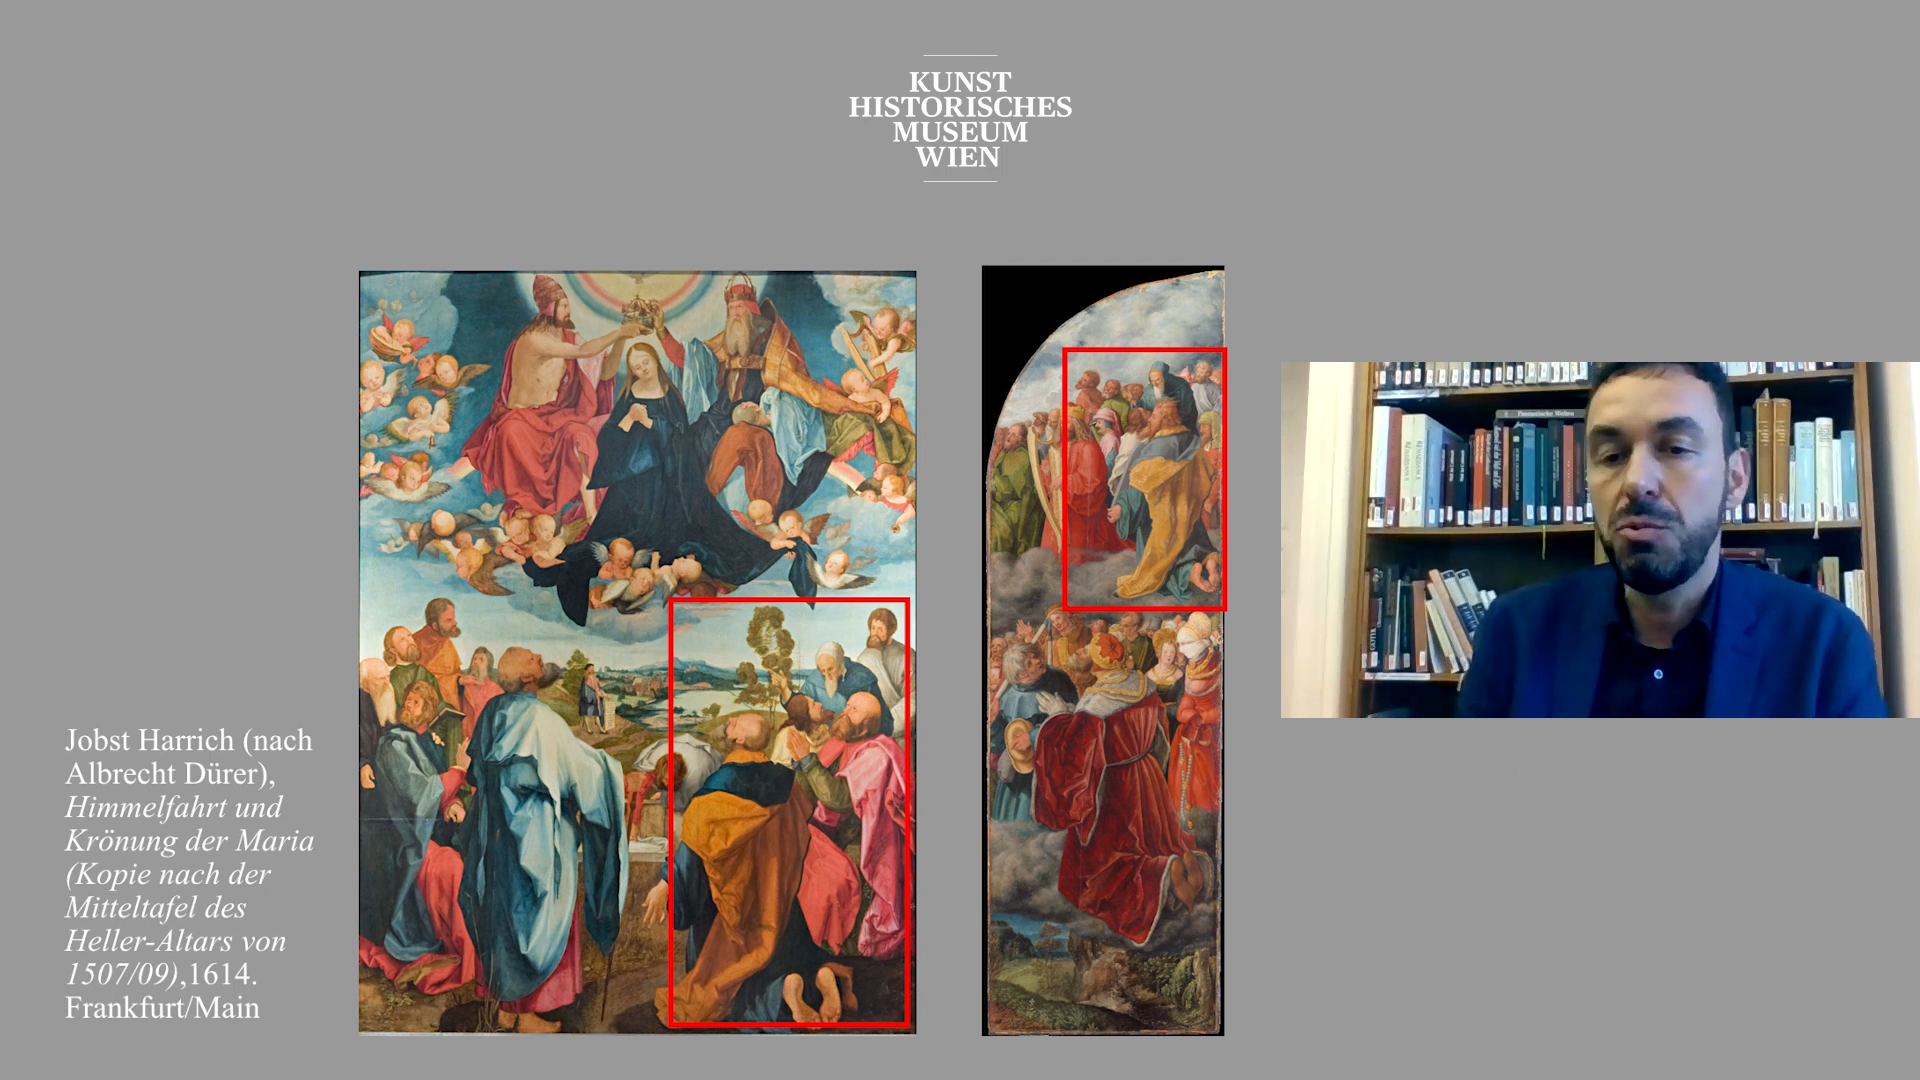 KUNST
HISTORISCHES
MUSEUM
WIEN
Jobst Harrich (nach
Albrecht Dürer),
Himmelfahrt und
Krönung der Maria
(Kopie nach der
Mitteltafel des
Heller-Altars von
1507/09),1614.
Frankfurt/Main